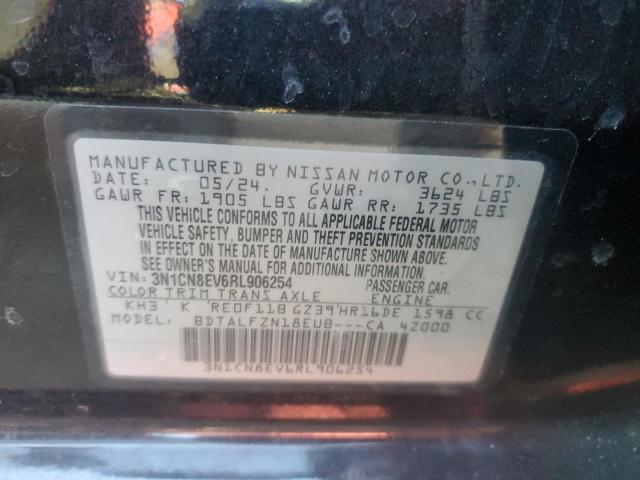 MANUFACTURED BY NISSAN MOTOR CO., LTD.
DATE: 05/24. GVWR: 3624 LBS
GAWR FR: 1905 LBS GAWR RR: 1735 LBS
THIS VEHICLE CONFORMS TO ALL APPLICABLE FEDERAL MOTOR
VEHICLE SAFETY, BUMPER AND THEFT PREVENTION STANDARDS
IN EFFECT ON THE DATE OF MANUFACTURE SHOWN ABOVE.
SEE OWNER'S MANUAL FOR ADDITIONAL INFORMATION.
VIN: 3N1CN8EV6RL906254 PASSENGER CAR.
COLOR TRIM TRANS AXLE ENGINE
KH3 K RE0F11B GZ39 HR16DE 1598 CC
MODEL: BDTALFZN18EUB---CA 4Z000
3N1CN8EV6RL906254